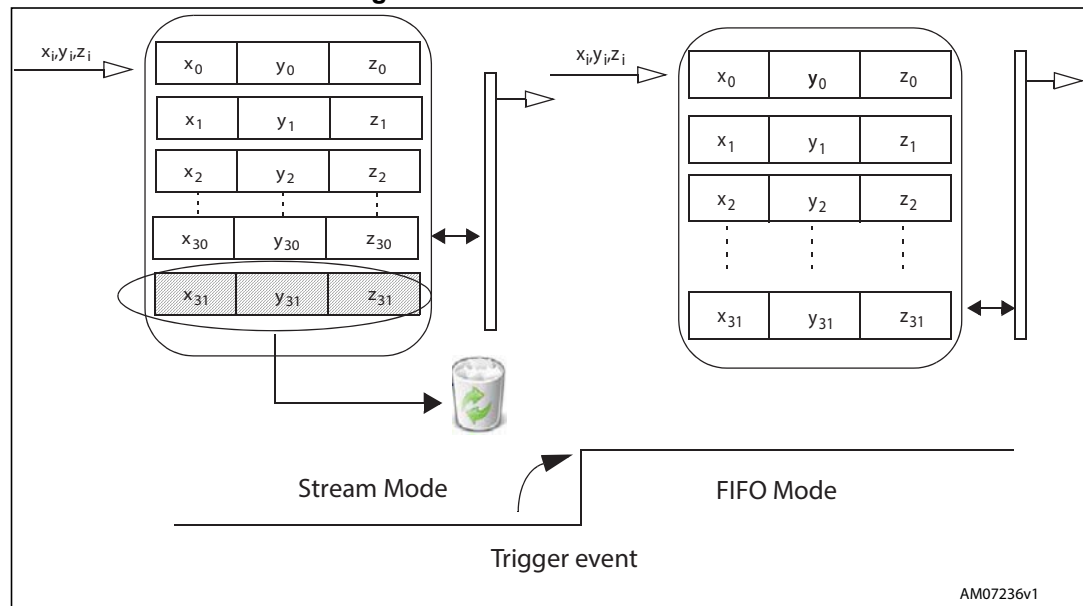 xᵢ,yᵢ,zᵢ
x₀ y₀ z₀
x₁ y₁ z₁
x₂ y₂ z₂
x₃₀ y₃₀ z₃₀
x₃₁ y₃₁ z₃₁
xᵢ,yᵢ,zᵢ
x₀ y₀ z₀
x₁ y₁ z₁
x₂ y₂ z₂
x₃₁ y₃₁ z₃₁
Stream Mode
FIFO Mode
Trigger event
AM07236v1